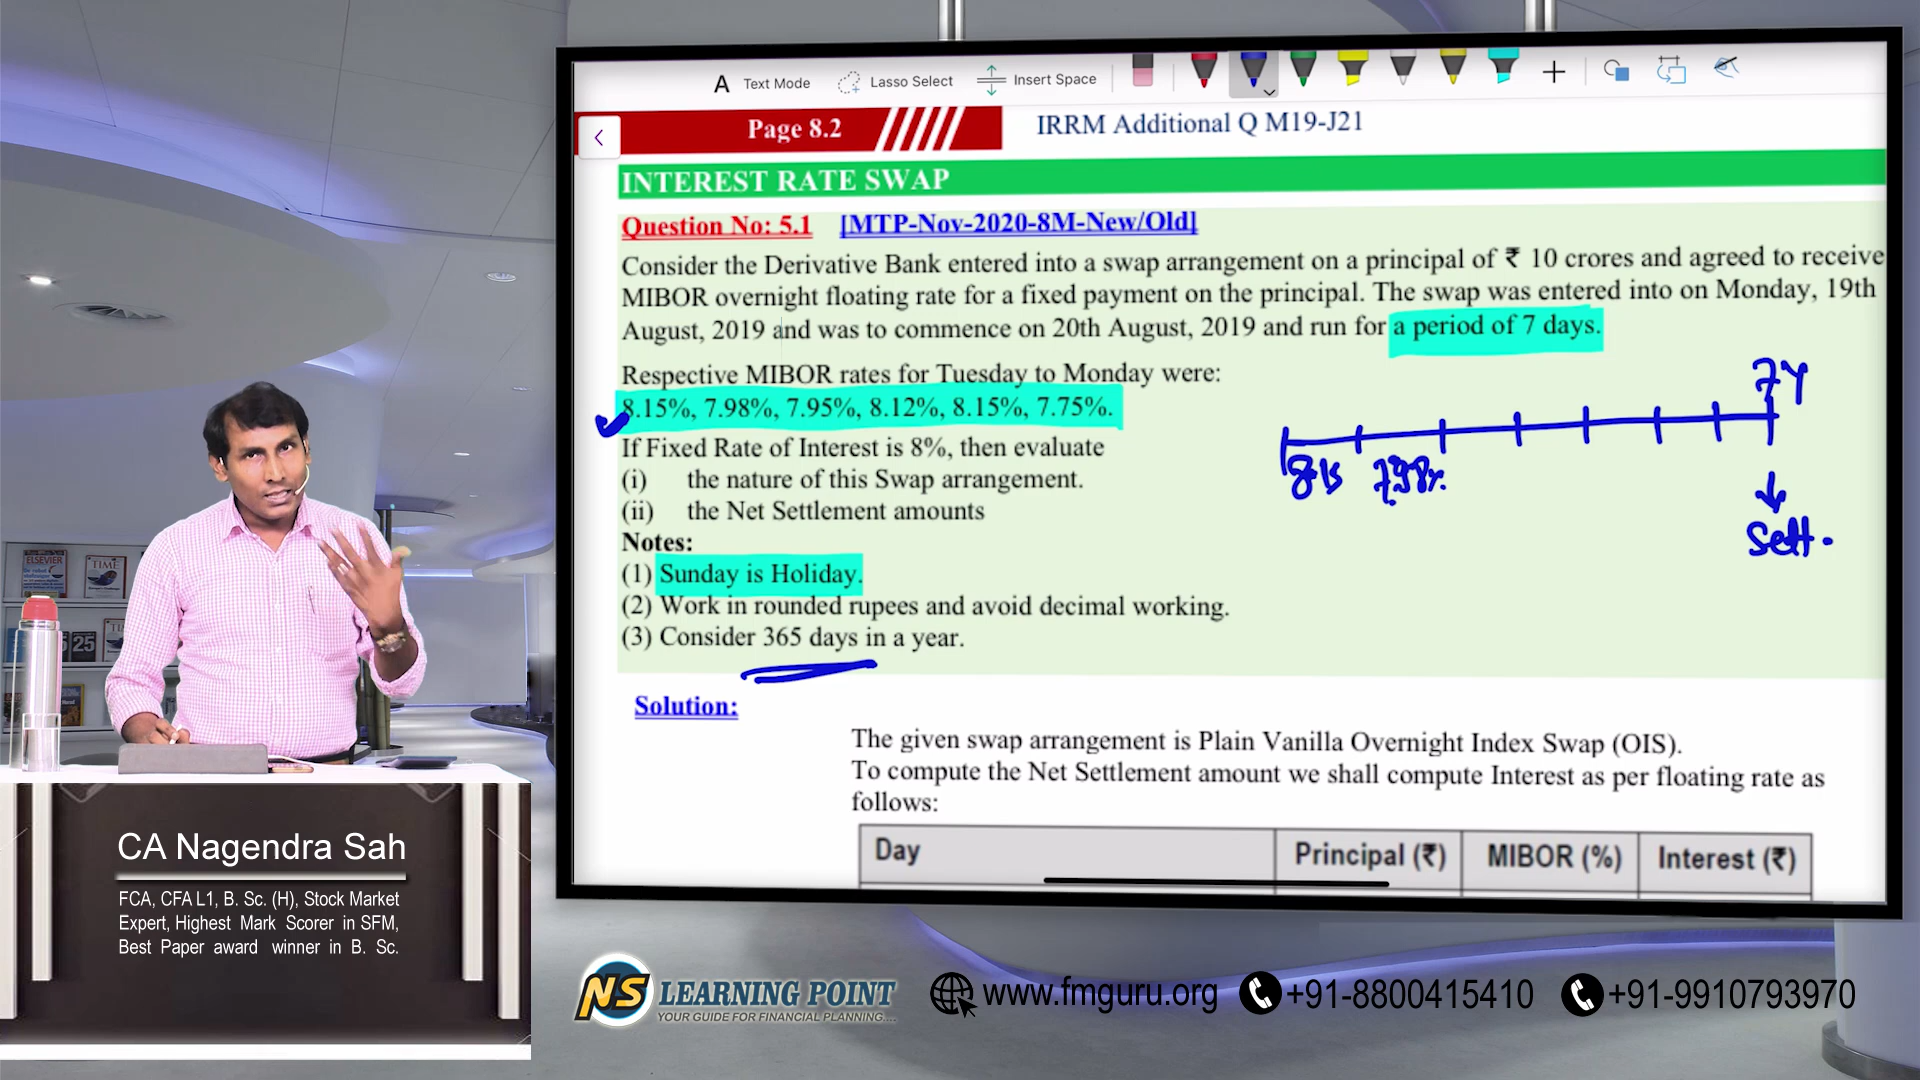 A Text Mode Lasso Select Insert Space
Page 8.2 IRRM Additional Q M19-J21
INTEREST RATE SWAP
Question No: 5.1 [MTP-Nov-2020-8M-New/Old]
Consider the Derivative Bank entered into a swap arrangement on a principal of ₹ 10 crores and agreed to receive
MIBOR overnight floating rate for a fixed payment on the principal. The swap was entered into on Monday, 19th
August, 2019 and was to commence on 20th August, 2019 and run for a period of 7 days.
Respective MIBOR rates for Tuesday to Monday were:
8.15%, 7.98%, 7.95%, 8.12%, 8.15%, 7.75%.
If Fixed Rate of Interest is 8%, then evaluate
(i) the nature of this Swap arrangement.
(ii) the Net Settlement amounts
Notes:
(1) Sunday is Holiday.
(2) Work in rounded rupees and avoid decimal working.
(3) Consider 365 days in a year.
7Y
8.15 7.98%
Sett.
Solution:
The given swap arrangement is Plain Vanilla Overnight Index Swap (OIS).
To compute the Net Settlement amount we shall compute Interest as per floating rate as
follows:
Day Principal (₹) MIBOR (%) Interest (₹)
ELSEVIER
TIME
25
CA Nagendra Sah
FCA, CFA L1, B. Sc. (H), Stock Market
Expert, Highest Mark Scorer in SFM,
Best Paper award winner in B. Sc.
NS LEARNING POINT
YOUR GUIDE FOR FINANCIAL PLANNING....
www.fmguru.org +91-8800415410 +91-9910793970